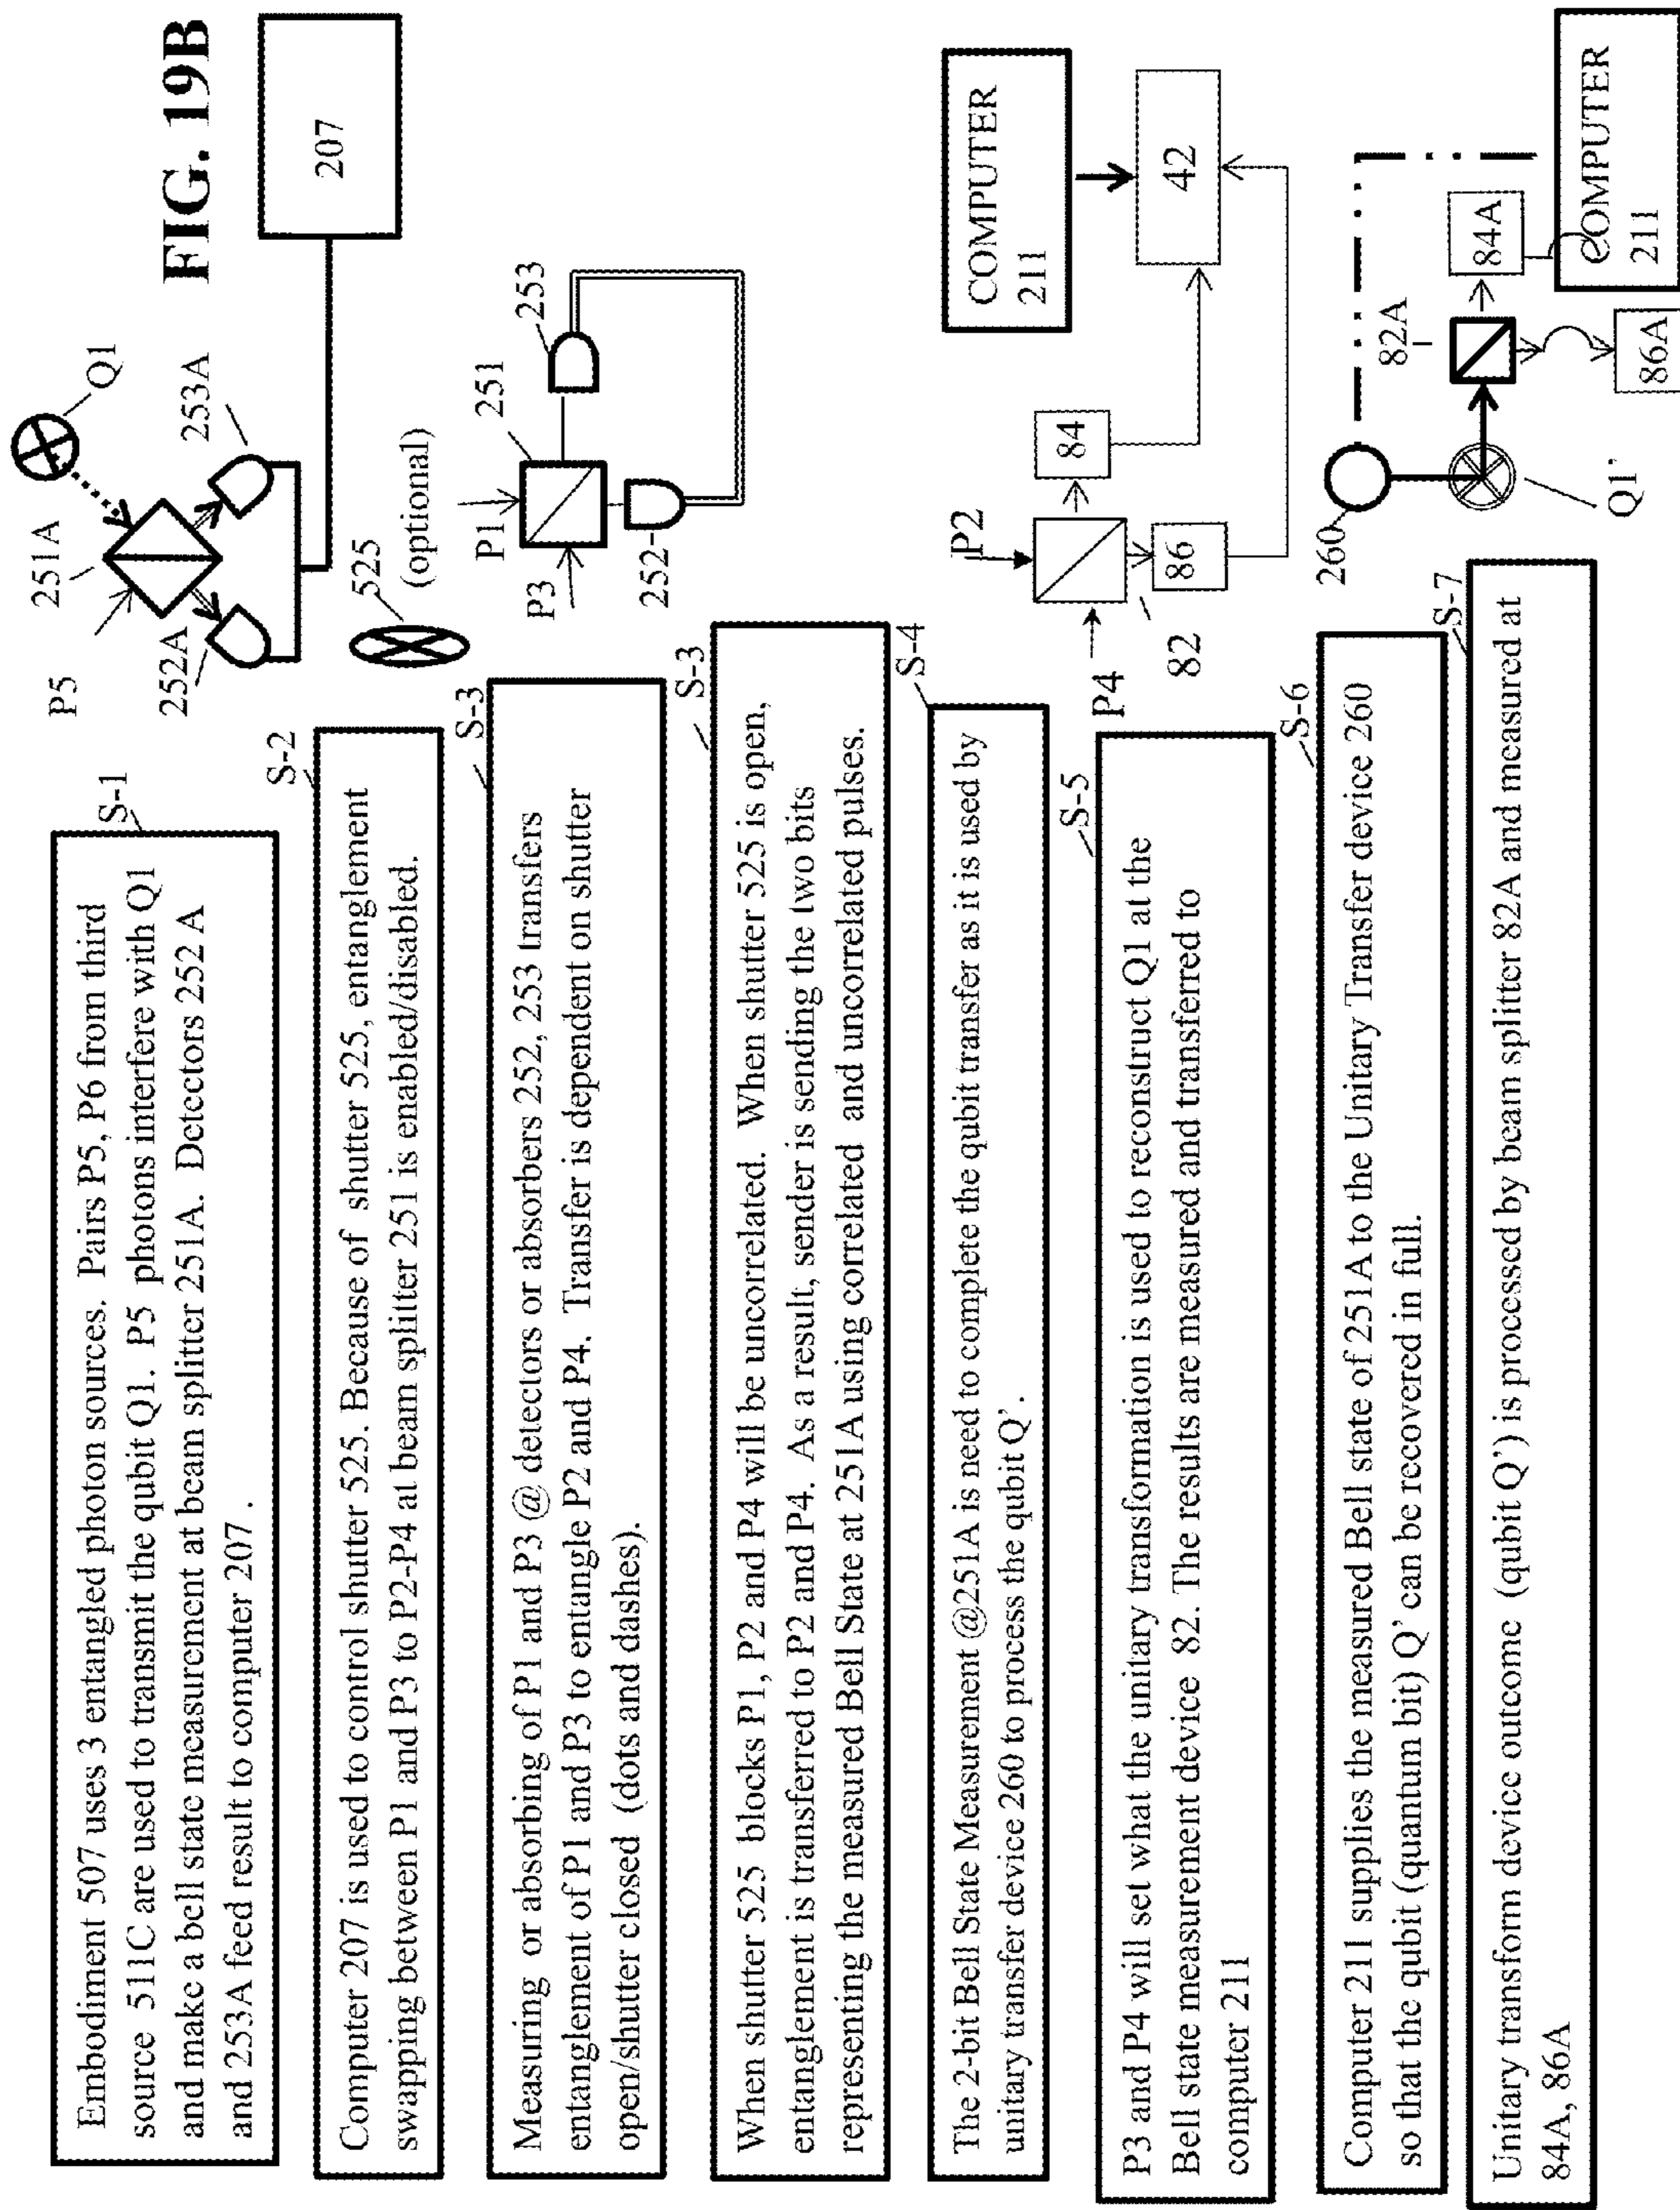 FIG. 19B
Embodiment 507 uses 3 entangled photon sources. Pairs P5, P6 from third
source 511C are used to transmit the qubit Q1. P5 photons interfere with Q1
and make a bell state measurement at beam splitter 251A. Detectors 252 A
and 253A feed result to computer 207 .
S-1
P5
251A
Q1
252A
253A
207
S-2
Computer 207 is used to control shutter 525. Because of shutter 525, entanglement
swapping between P1 and P3 to P2-P4 at beam splitter 251 is enabled/disabled.
525
(optional)
S-3
Measuring or absorbing of P1 and P3 @ detectors or absorbers 252, 253 transfers
entanglement of P1 and P3 to entangle P2 and P4. Transfer is dependent on shutter
open/shutter closed (dots and dashes).
P1
251
253
P3
252
S-3
When shutter 525 blocks P1, P2 and P4 will be uncorrelated. When shutter 525 is open,
entanglement is transferred to P2 and P4. As a result, sender is sending the two bits
representing the measured Bell State at 251A using correlated and uncorrelated pulses.
S-4
The 2-bit Bell State Measurement @251A is need to complete the qubit transfer as it is used by
unitary transfer device 260 to process the qubit Q'.
S-5
P3 and P4 will set what the unitary transformation is used to reconstruct Q1 at the
Bell state measurement device 82. The results are measured and transferred to
computer 211
P2
P4
82
84
86
COMPUTER
211
42
S-6
Computer 211 supplies the measured Bell state of 251A to the Unitary Transfer device 260
so that the qubit (quantum bit) Q' can be recovered in full.
S-7
Unitary transform device outcome (qubit Q') is processed by beam splitter 82A and measured at
84A, 86A
260
Q1'
82A
84A
86A
COMPUTER
211